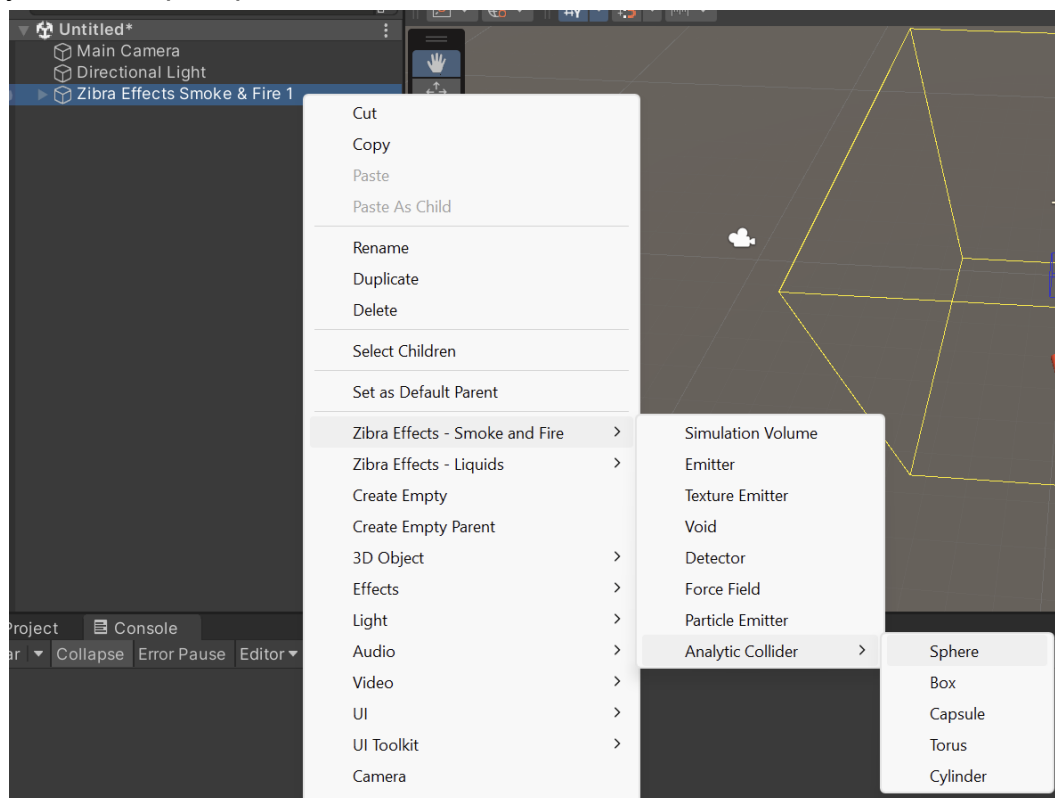 Untitled*
Main Camera
Directional Light
Zibra Effects Smoke & Fire 1
Cut
Copy
Paste
Paste As Child
Rename
Duplicate
Delete
Select Children
Set as Default Parent
Zibra Effects - Smoke and Fire
Zibra Effects - Liquids
Create Empty
Create Empty Parent
3D Object
Effects
Light
Audio
Video
UI
UI Toolkit
Camera
Simulation Volume
Emitter
Texture Emitter
Void
Detector
Force Field
Particle Emitter
Analytic Collider
Sphere
Box
Capsule
Torus
Cylinder
Project
Console
Collapse
Error Pause
Editor